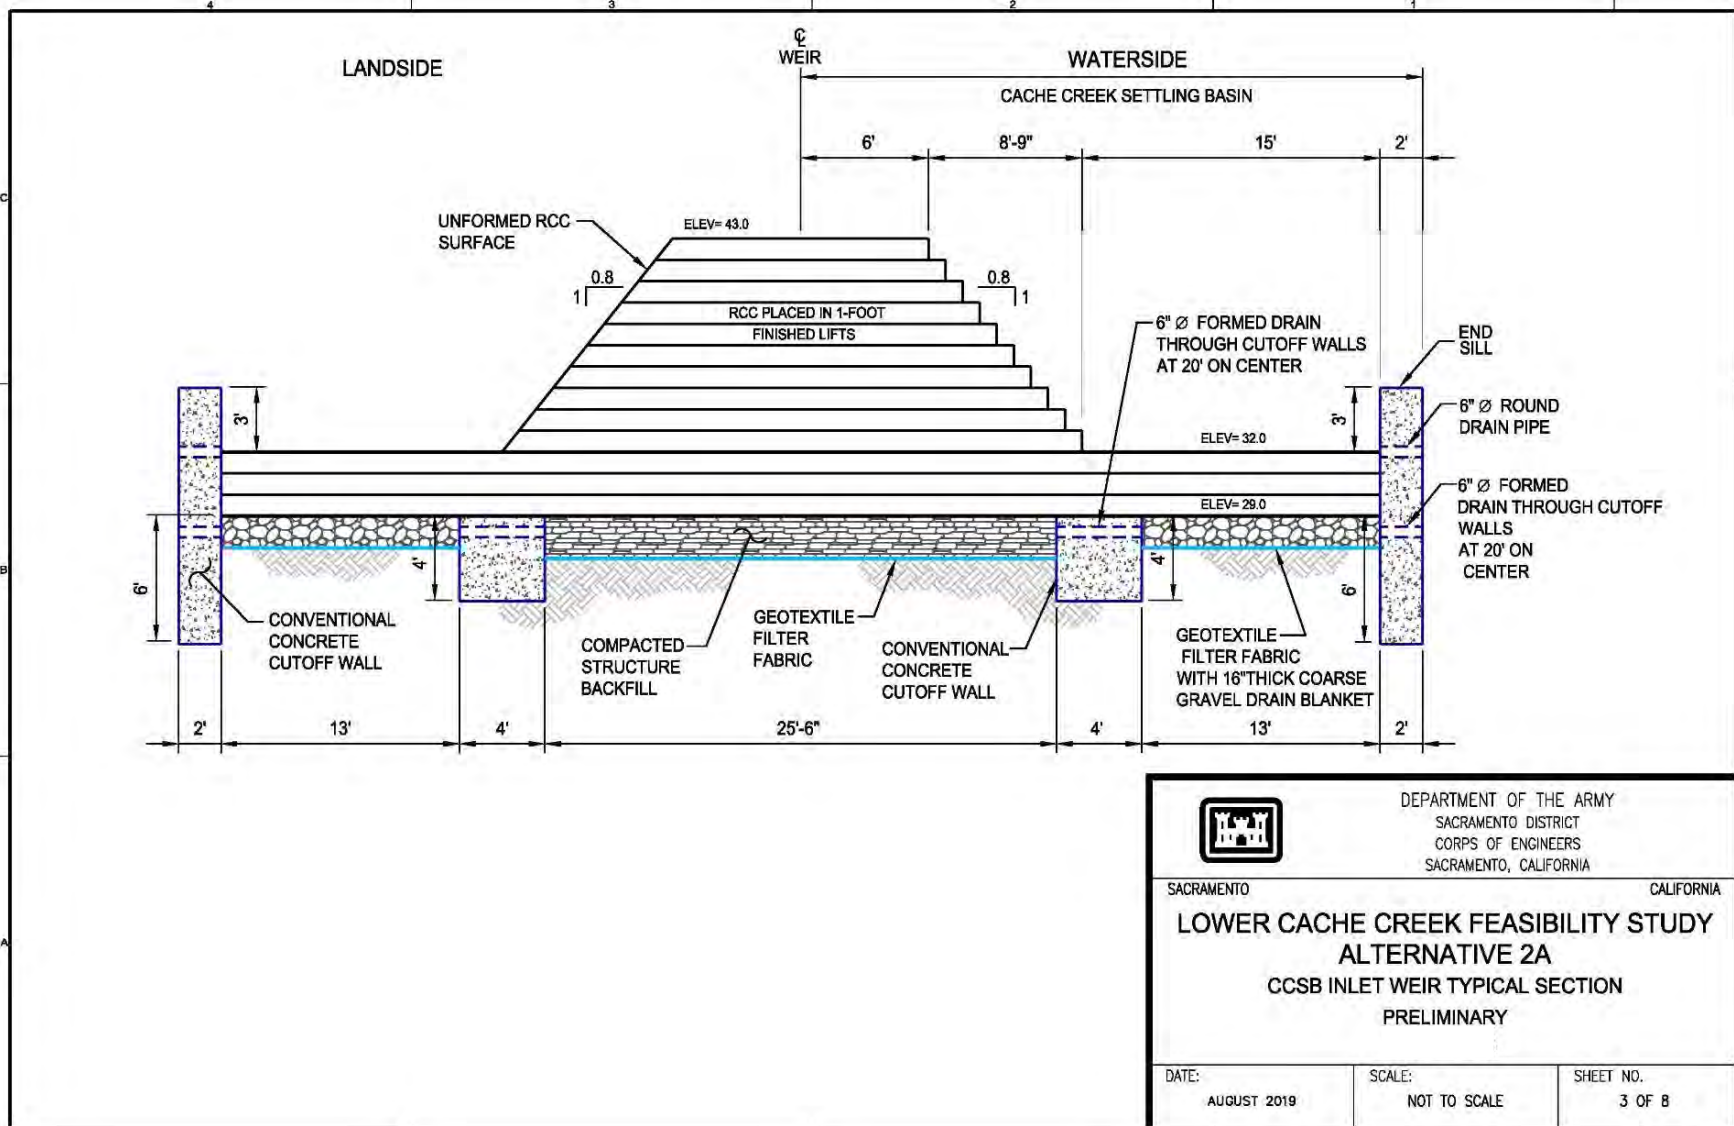 4 3 2 1
LANDSIDE
℄
WEIR
WATERSIDE
CACHE CREEK SETTLING BASIN
6' 8'-9" 15' 2'
C
UNFORMED RCC
SURFACE
ELEV= 43.0
0.8
1
0.8
1
RCC PLACED IN 1-FOOT
FINISHED LIFTS
6" Ø FORMED DRAIN
THROUGH CUTOFF WALLS
AT 20' ON CENTER
END
SILL
3'
3'
6" Ø ROUND
DRAIN PIPE
ELEV= 32.0
6" Ø FORMED
DRAIN THROUGH CUTOFF
WALLS
AT 20' ON
CENTER
ELEV= 29.0
B
6'
4'
4'
6'
CONVENTIONAL
CONCRETE
CUTOFF WALL
COMPACTED
STRUCTURE
BACKFILL
GEOTEXTILE
FILTER
FABRIC
CONVENTIONAL
CONCRETE
CUTOFF WALL
GEOTEXTILE
FILTER FABRIC
WITH 16"THICK COARSE
GRAVEL DRAIN BLANKET
2' 13' 4' 25'-6" 4' 13' 2'
A
DEPARTMENT OF THE ARMY
SACRAMENTO DISTRICT
CORPS OF ENGINEERS
SACRAMENTO, CALIFORNIA
SACRAMENTO CALIFORNIA
LOWER CACHE CREEK FEASIBILITY STUDY
ALTERNATIVE 2A
CCSB INLET WEIR TYPICAL SECTION
PRELIMINARY
DATE: SCALE: SHEET NO.
AUGUST 2019 NOT TO SCALE 3 OF 8